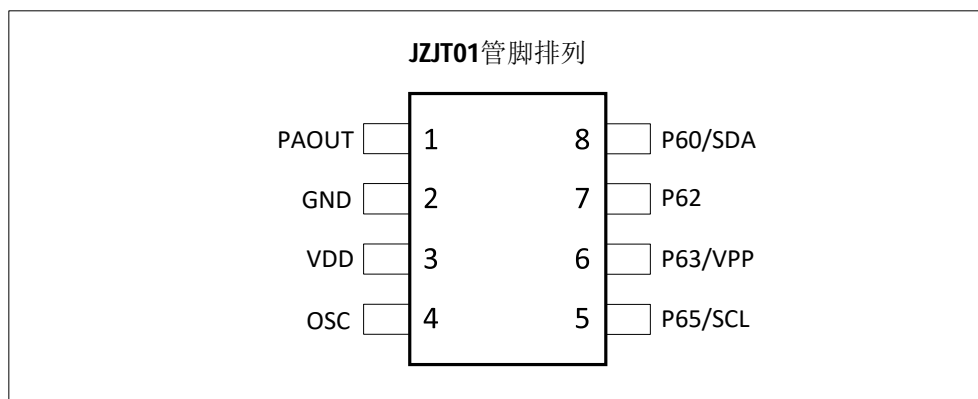 JZJT01管脚排列
PAOUT 1 8 P60/SDA
GND 2 7 P62
VDD 3 6 P63/VPP
OSC 4 5 P65/SCL